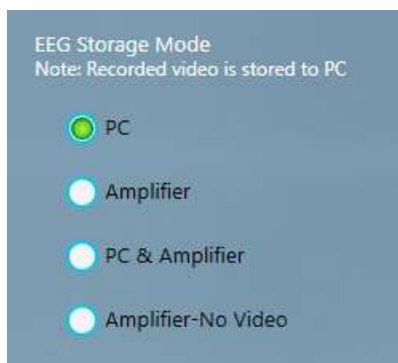 EEG Storage Mode
Note: Recorded video is stored to PC
PC
Amplifier
PC & Amplifier
Amplifier-No Video